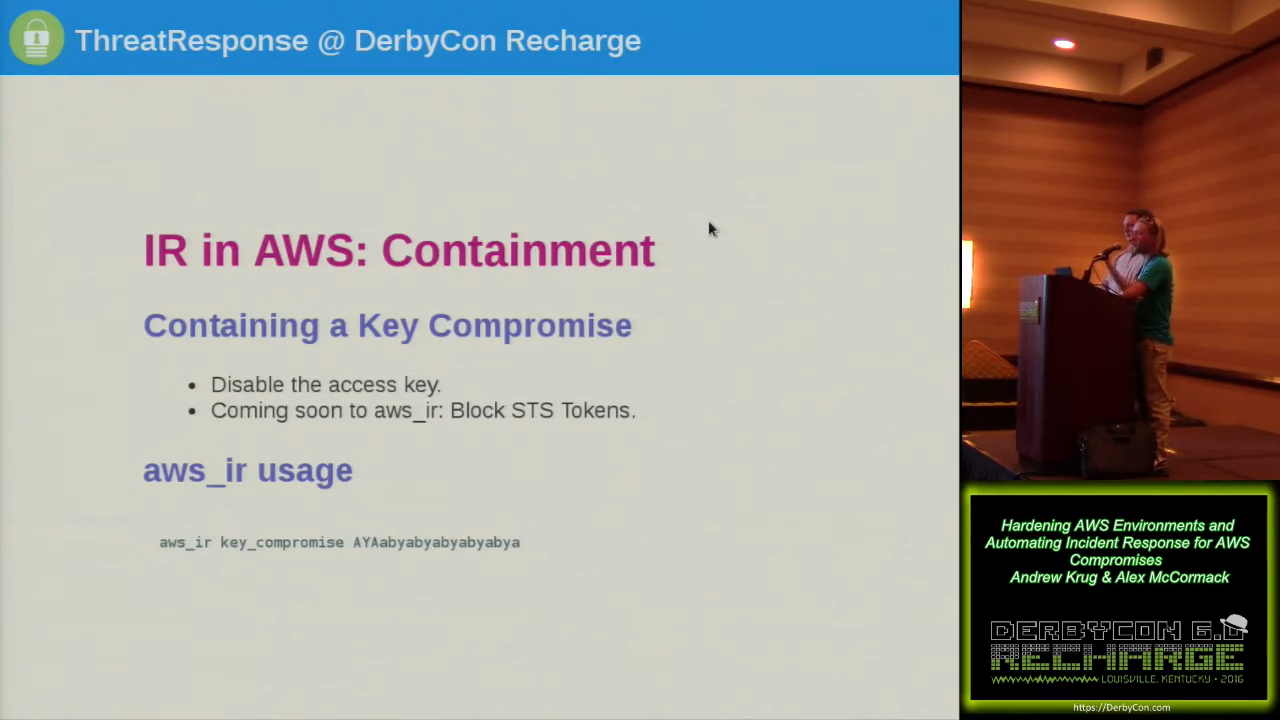 ThreatResponse @ DerbyCon Recharge
IR in AWS: Containment
Containing a Key Compromise
• Disable the access key.
• Coming soon to aws_ir: Block STS Tokens.
aws_ir usage
aws_ir key_compromise AYAabyabyabyabyabya
Hardening AWS Environments and
Automating Incident Response for AWS
Compromises
Andrew Krug & Alex McCormack
DERBYCON 6.0
RECHARGE
LOUISVILLE, KENTUCKY • 2016
https://DerbyCon.com